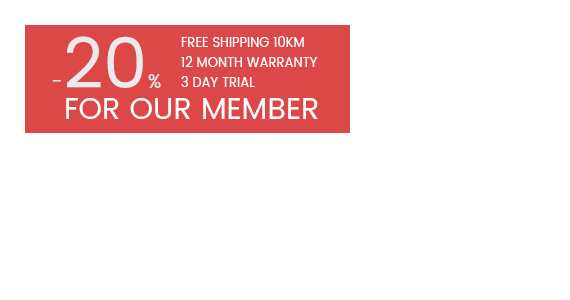 -20%
FREE SHIPPING 10KM
12 MONTH WARRANTY
3 DAY TRIAL
FOR OUR MEMBER